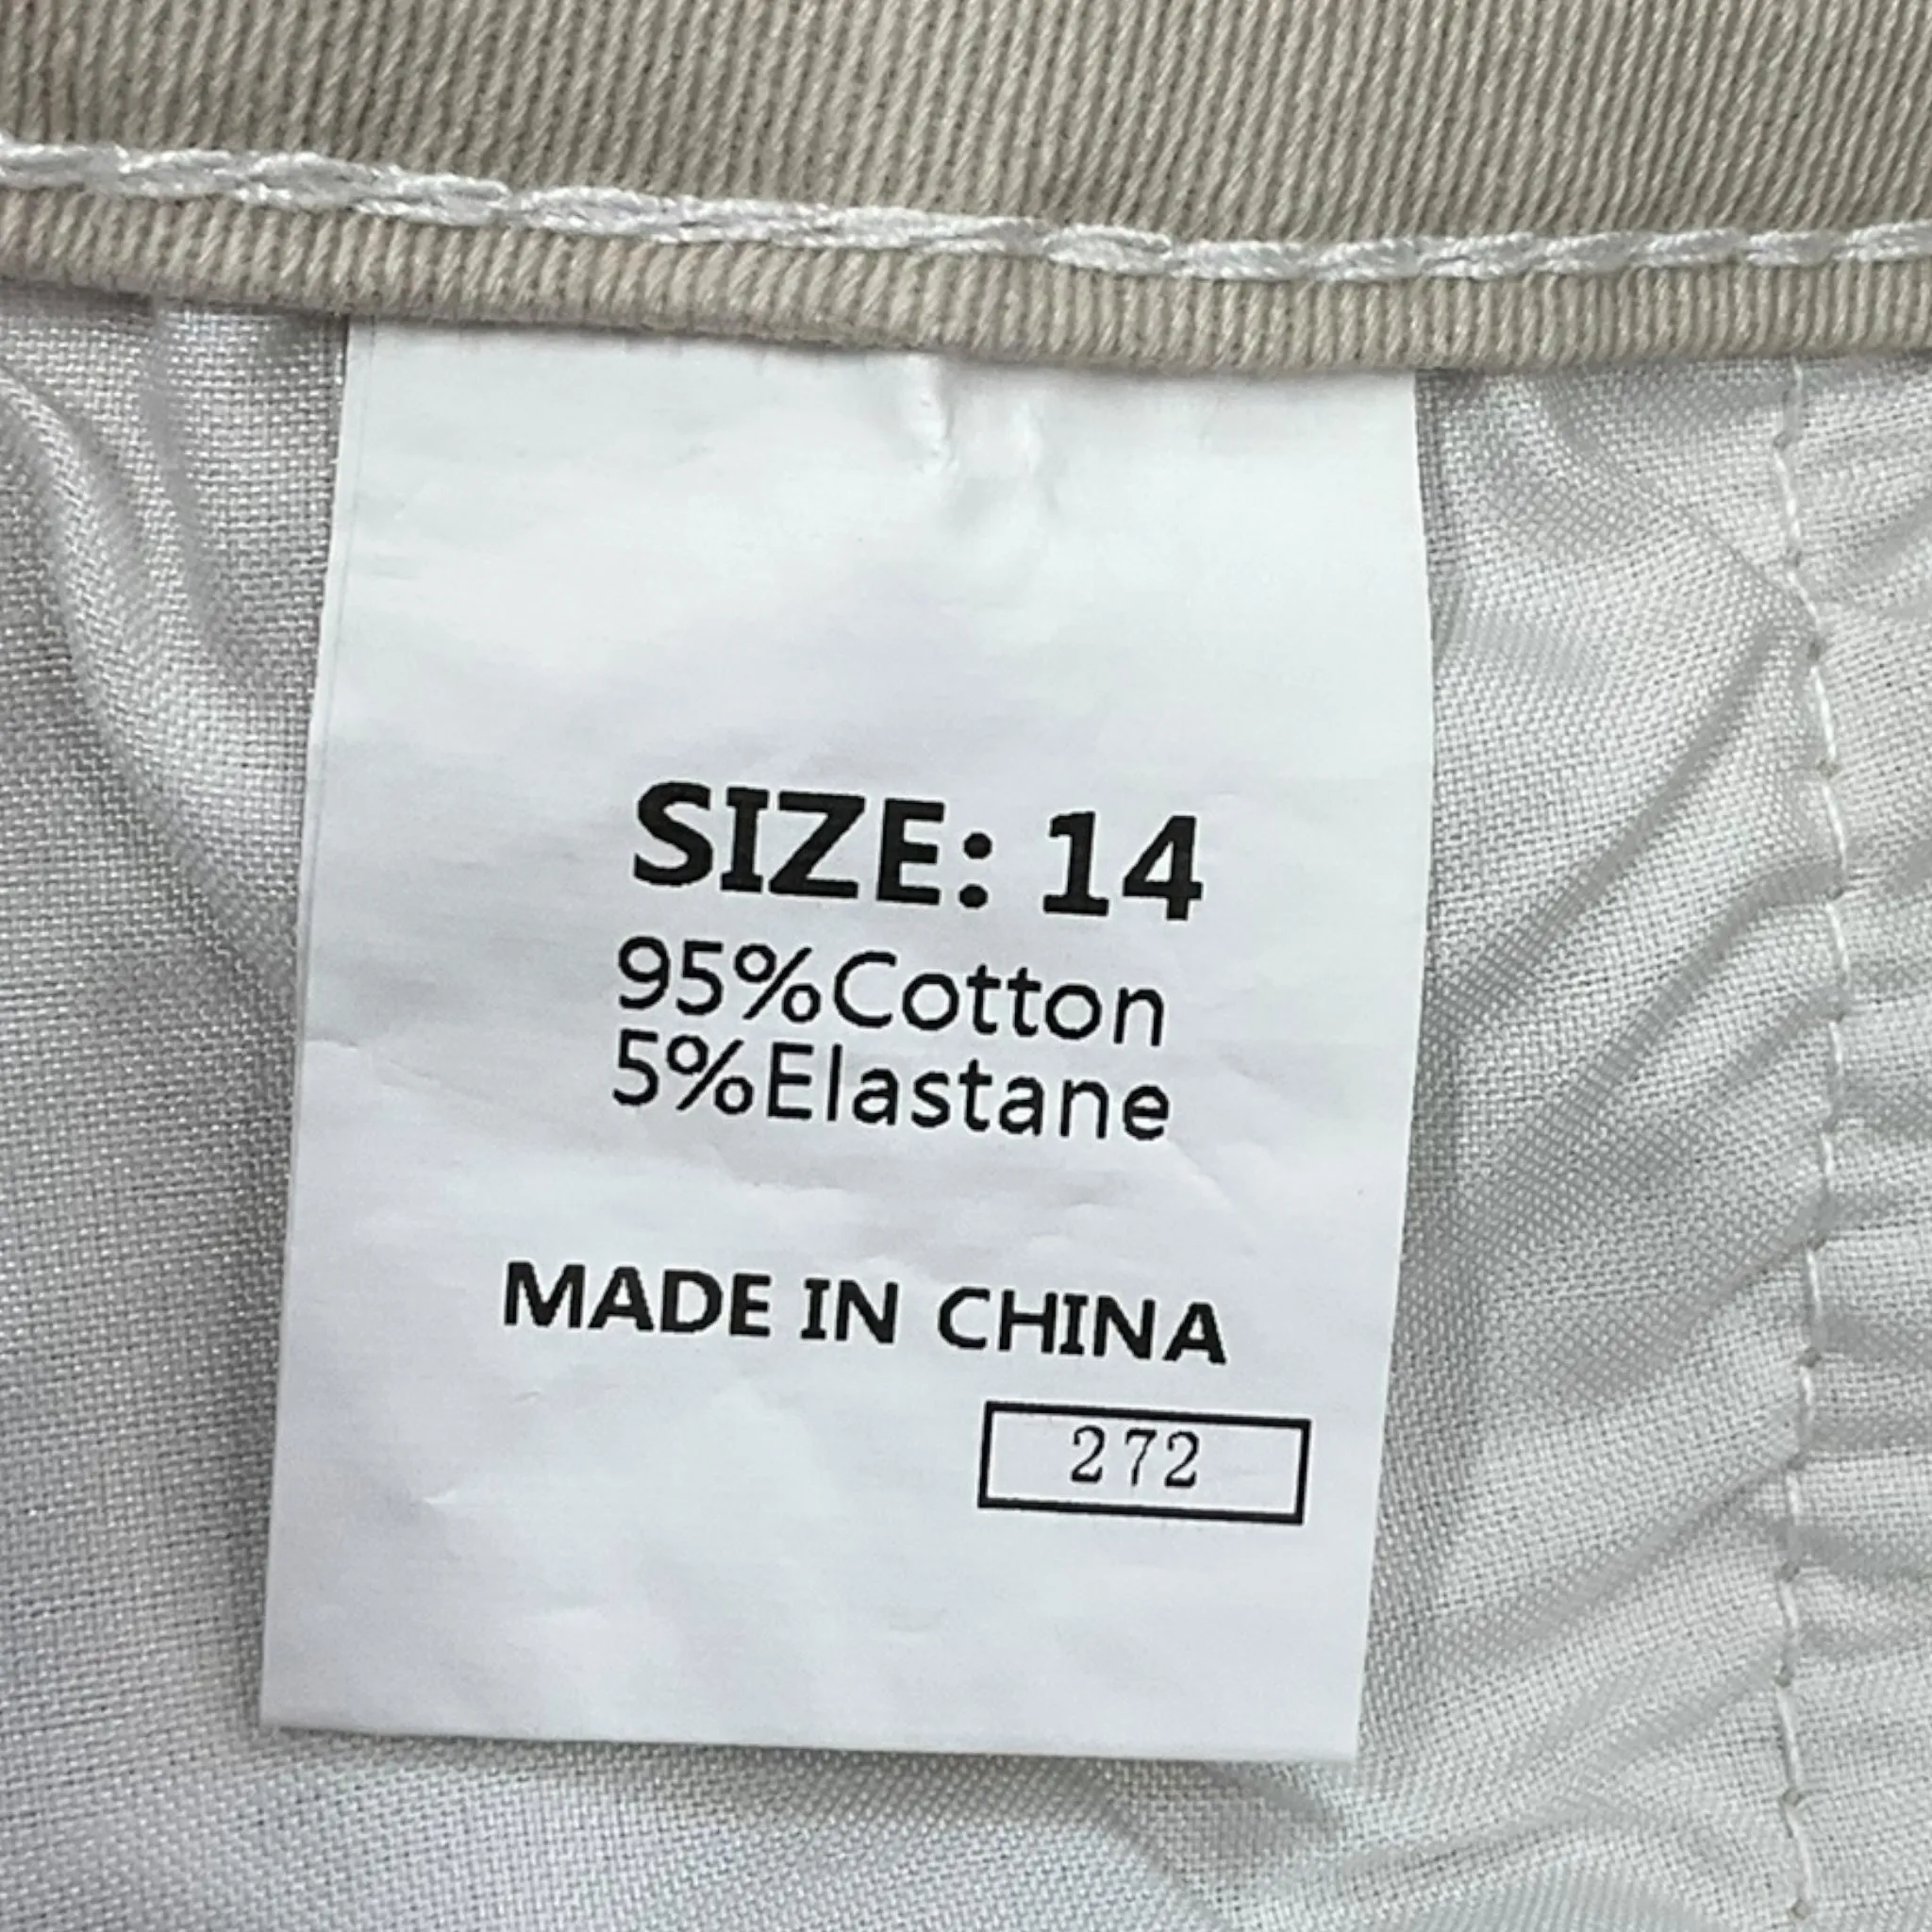 SIZE: 14
95%Cotton
5%Elastane
MADE IN CHINA
272